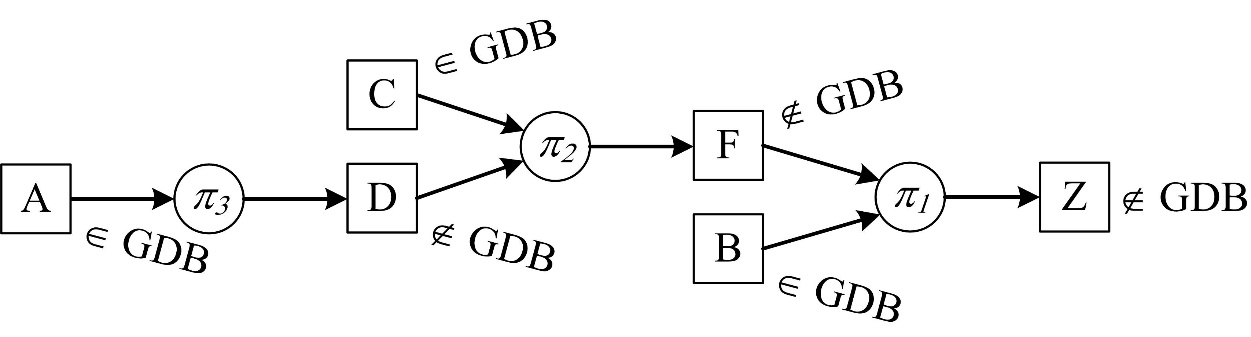 A
∈ GDB
π3
C
∈ GDB
D
∉ GDB
π2
F
∉ GDB
B
∈ GDB
π1
Z
∉ GDB